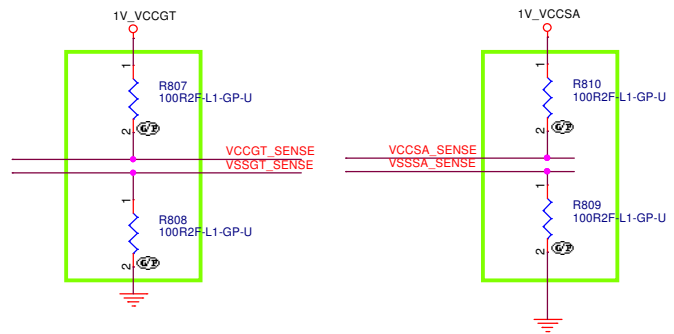 1V_VCCGT
1
R807
100R2F-L1-GP-U
2
G/P
VCCGT_SENSE
VSSGT_SENSE
1
R808
100R2F-L1-GP-U
2
G/P
1V_VCCSA
1
R810
100R2F-L1-GP-U
2
G/P
VCCSA_SENSE
VSSSA_SENSE
1
R809
100R2F-L1-GP-U
2
G/P